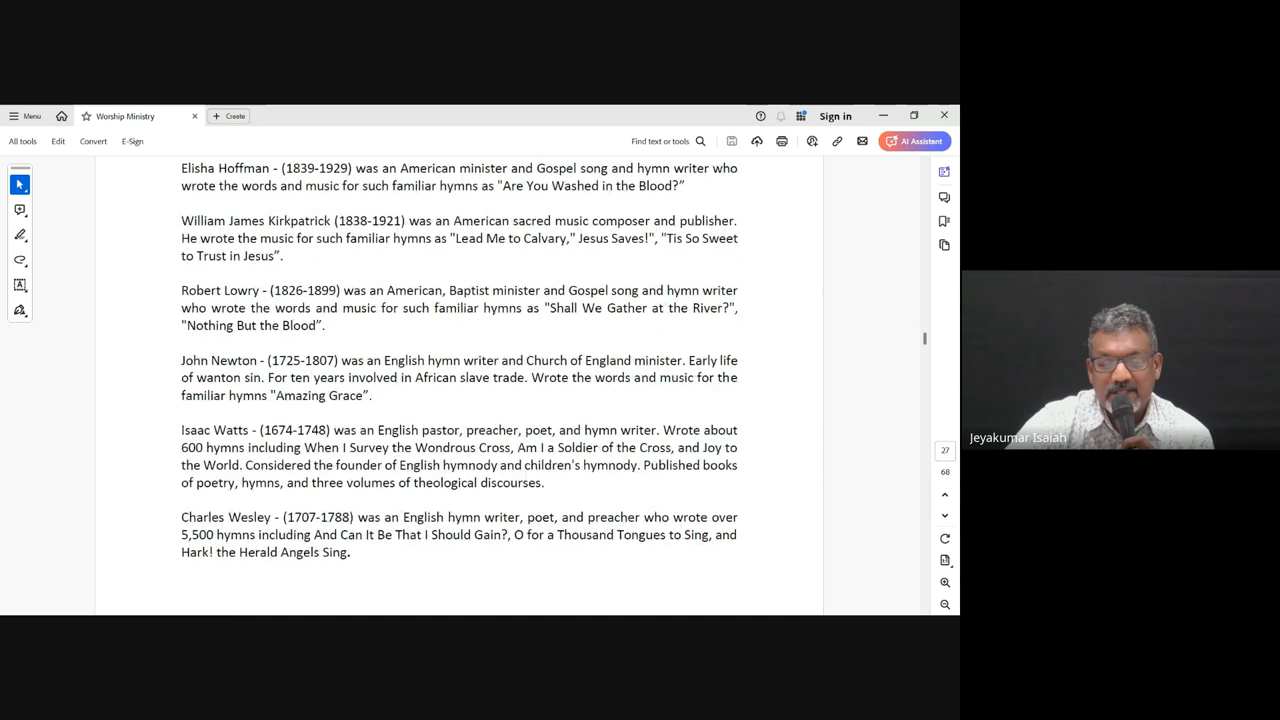 Menu
Worship Ministry
Create
Sign in
All tools
Edit
Convert
E-Sign
Find text or tools
AI Assistant
Elisha Hoffman - (1839-1929) was an American minister and Gospel song and hymn writer who
wrote the words and music for such familiar hymns as "Are You Washed in the Blood?”
William James Kirkpatrick (1838-1921) was an American sacred music composer and publisher.
He wrote the music for such familiar hymns as "Lead Me to Calvary," Jesus Saves!", "Tis So Sweet
to Trust in Jesus”.
Robert Lowry - (1826-1899) was an American, Baptist minister and Gospel song and hymn writer
who wrote the words and music for such familiar hymns as "Shall We Gather at the River?",
"Nothing But the Blood”.
John Newton - (1725-1807) was an English hymn writer and Church of England minister. Early life
of wanton sin. For ten years involved in African slave trade. Wrote the words and music for the
familiar hymns "Amazing Grace”.
Isaac Watts - (1674-1748) was an English pastor, preacher, poet, and hymn writer. Wrote about
600 hymns including When I Survey the Wondrous Cross, Am I a Soldier of the Cross, and Joy to
the World. Considered the founder of English hymnody and children's hymnody. Published books
of poetry, hymns, and three volumes of theological discourses.
Charles Wesley - (1707-1788) was an English hymn writer, poet, and preacher who wrote over
5,500 hymns including And Can It Be That I Should Gain?, O for a Thousand Tongues to Sing, and
Hark! the Herald Angels Sing.
27
68
Jeyakumar Isaiah